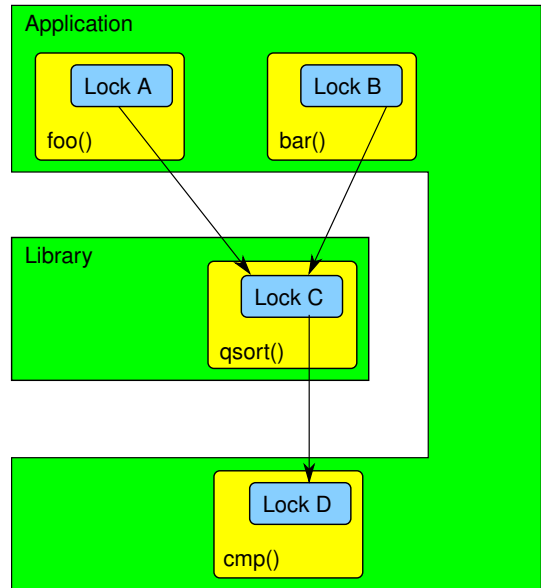 Application
Lock A
Lock B
foo()
bar()
Library
Lock C
qsort()
Lock D
cmp()